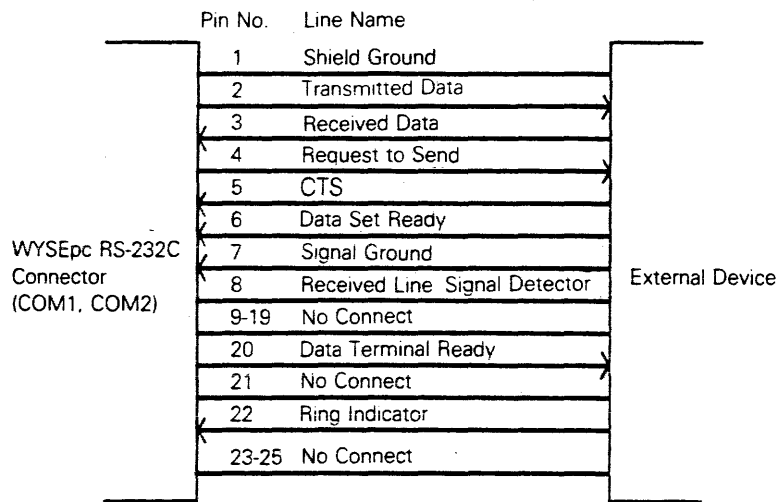 Pin No. Line Name
1 Shield Ground
2 Transmitted Data
3 Received Data
4 Request to Send
5 CTS
6 Data Set Ready
7 Signal Ground
8 Received Line Signal Detector
9-19 No Connect
20 Data Terminal Ready
21 No Connect
22 Ring Indicator
23-25 No Connect
WYSEpc RS-232C
Connector
(COM1, COM2)
External Device